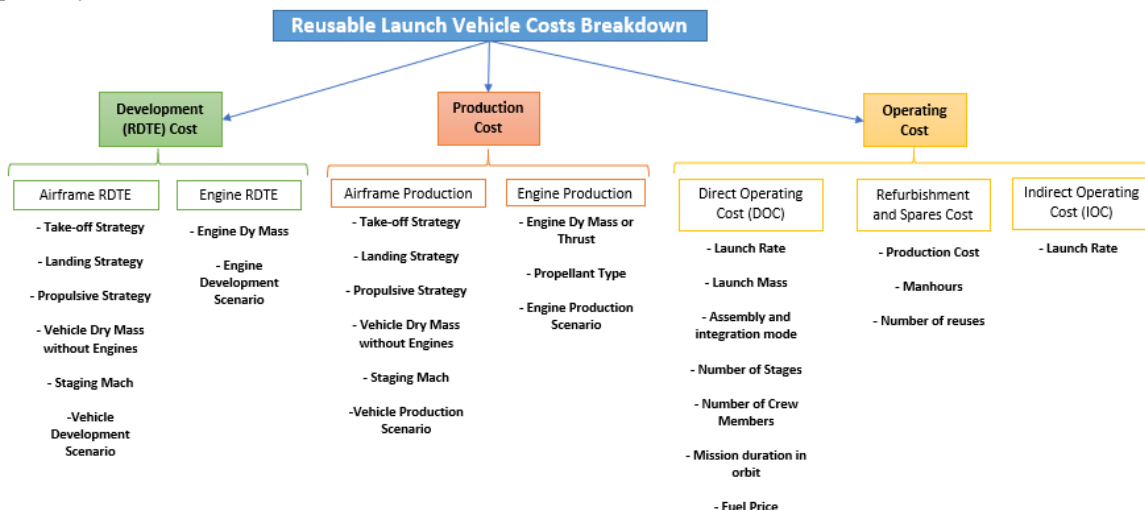 Reusable Launch Vehicle Costs Breakdown
Development
(RDTE) Cost
Production
Cost
Operating
Cost
Airframe RDTE
- Take-off Strategy
- Landing Strategy
- Propulsive Strategy
- Vehicle Dry Mass
without Engines
- Staging Mach
-Vehicle
Development
Scenario
Engine RDTE
- Engine Dy Mass
- Engine
Development
Scenario
Airframe Production
- Take-off Strategy
- Landing Strategy
- Propulsive Strategy
- Vehicle Dry Mass
without Engines
- Staging Mach
-Vehicle Production
Scenario
Engine Production
- Engine Dy Mass or
Thrust
- Propellant Type
- Engine Production
Scenario
Direct Operating
Cost (DOC)
- Launch Rate
- Launch Mass
- Assembly and
integration mode
- Number of Stages
- Number of Crew
Members
- Mission duration in
orbit
- Fuel Price
Refurbishment
and Spares Cost
- Production Cost
- Manhours
- Number of reuses
Indirect Operating
Cost (IOC)
- Launch Rate